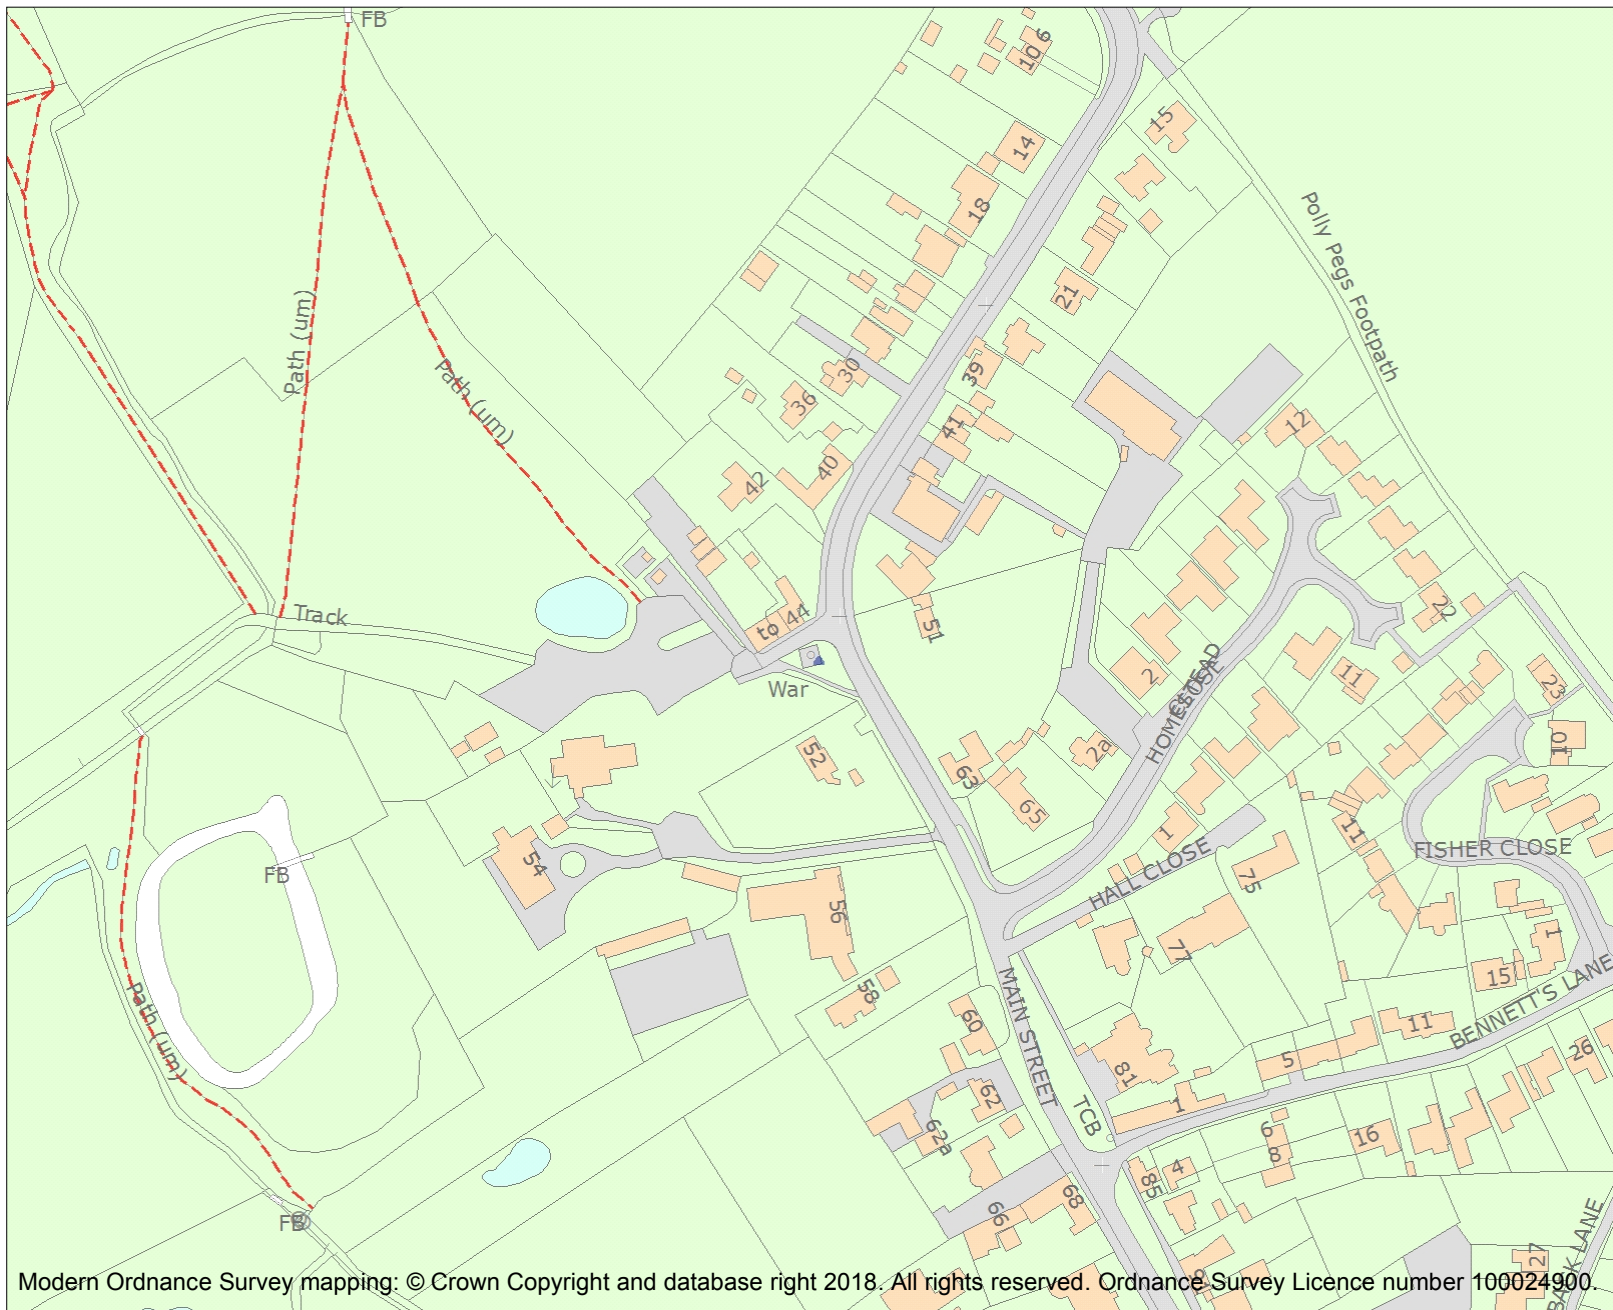 FB
10 6
15
14
18
Polly Pegs Footpath
21
Path (um)
Path (um)
39
30
36
41
12
40
42
Track
to 44
51
22
War
2
11
23
HOMESTEAD
CLOSE
10
52
2a
63
65
1
11
FISHER CLOSE
54
FB
HALL CLOSE
75
56
77
1
15
58
MAIN STREET
BENNETT'S LANE
60
11
Path (um)
5
26
81
62
1
TCB
62a
6
8
16
4
85
68
66
FB
BACK LANE
27
Modern Ordnance Survey mapping: © Crown Copyright and database right 2018. All rights reserved. Ordnance Survey Licence number 100024900.